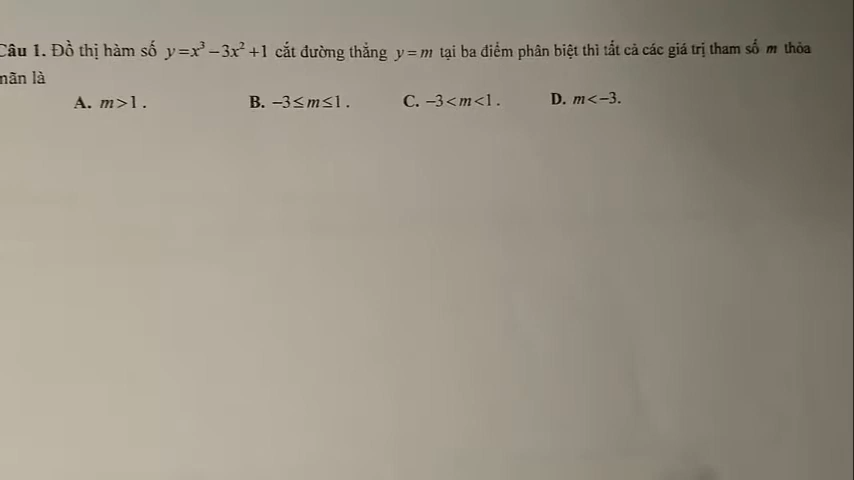 Câu 1. Đồ thị hàm số y=x³−3x²+1 cắt đường thẳng y=m tại ba điểm phân biệt thì tất cả các giá trị tham số m thỏa
mãn là
A. m>1. B. −3≤m≤1. C. −3<m<1. D. m<−3.